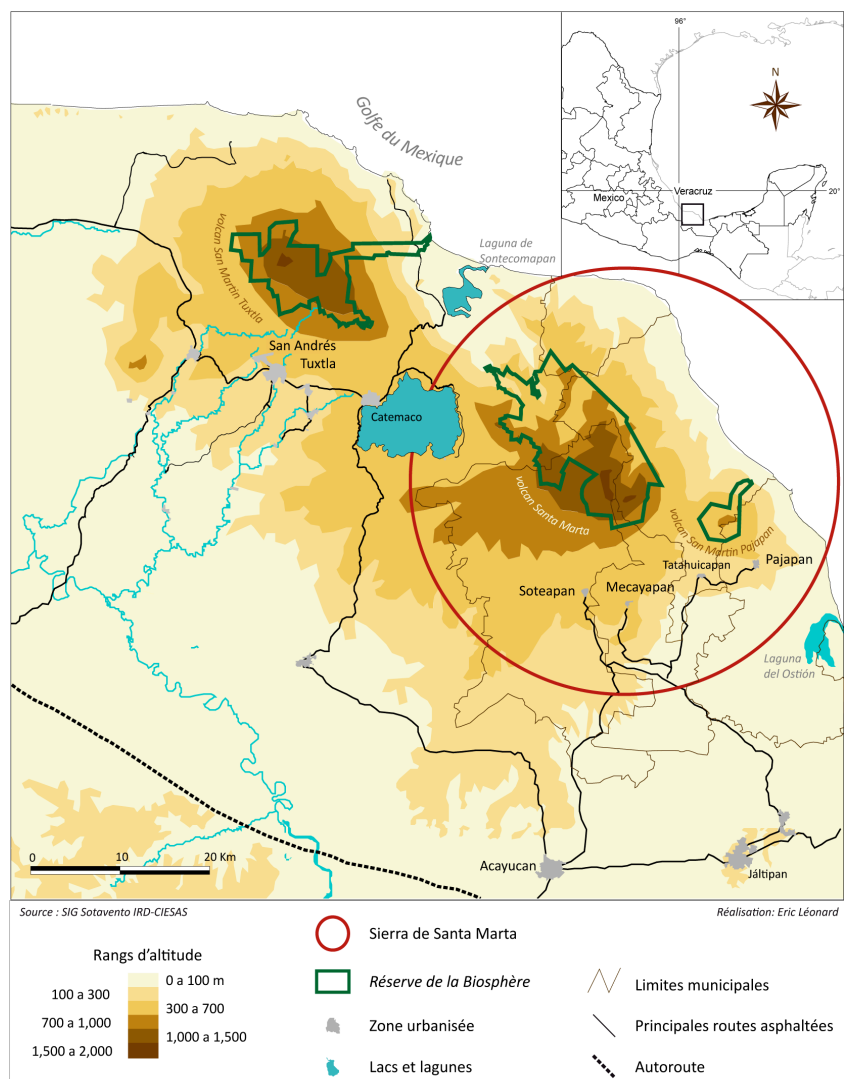 96°
N
Golfe du Mexique
Veracruz
20°
Mexico
Laguna de
Sontecomapan
volcan San Martin Tuxtla
San Andrés
Tuxtla
Catemaco
volcan Santa Marta
volcan San Martin Pajapan
Tatahuicapan
Pajapan
Soteapan
Mecayapan
Laguna
del Ostión
0 10 20 Km
Acayucan
Jáltipan
Source : SIG Sotavento IRD-CIESAS
Réalisation: Eric Léonard
Rangs d'altitude
0 a 100 m
100 a 300
300 a 700
700 a 1,000
1,000 a 1,500
1,500 a 2,000
Sierra de Santa Marta
Réserve de la Biosphère
Zone urbanisée
Lacs et lagunes
Limites municipales
Principales routes asphaltées
Autoroute